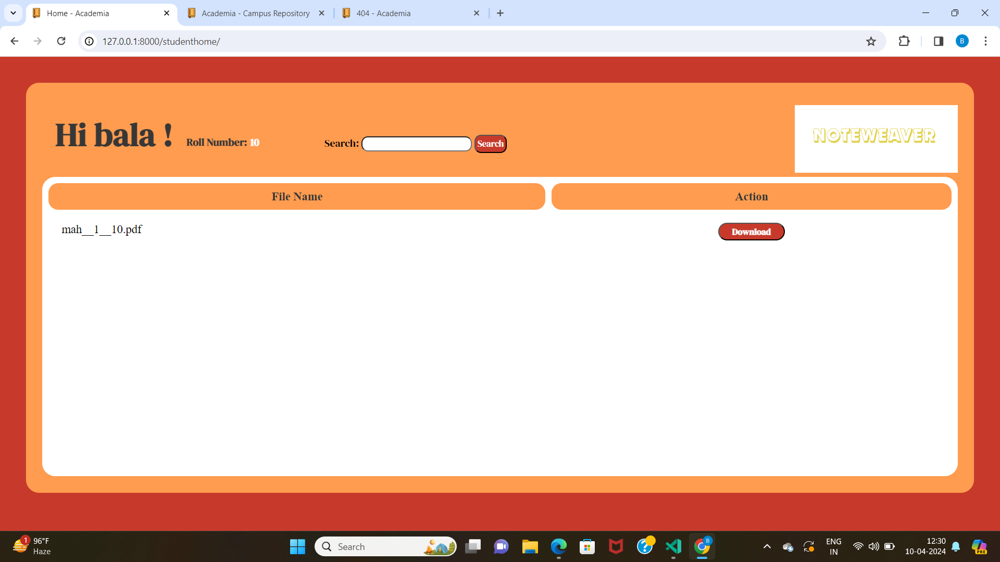 Home - Academia
Academia - Campus Repository
404 - Academia
127.0.0.1:8000/studenthome/
B
Hi bala !
Roll Number: 10
Search:
Search
NOTEWEAVER
File Name
Action
mah__1__10.pdf
Download
1
96°F
Haze
Search
B
ENG
IN
12:30
10-04-2024
PRE